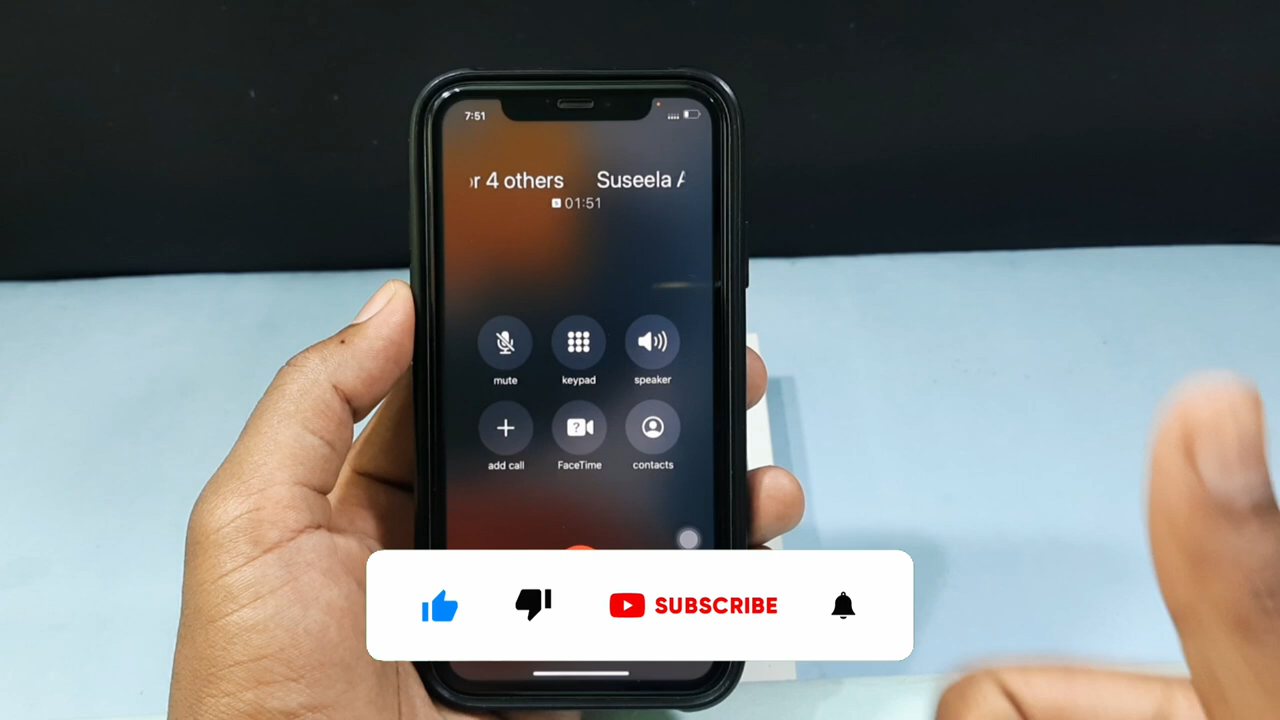 7:51
r 4 others Suseela
01:51
mute keypad speaker
add call FaceTime contacts
SUBSCRIBE